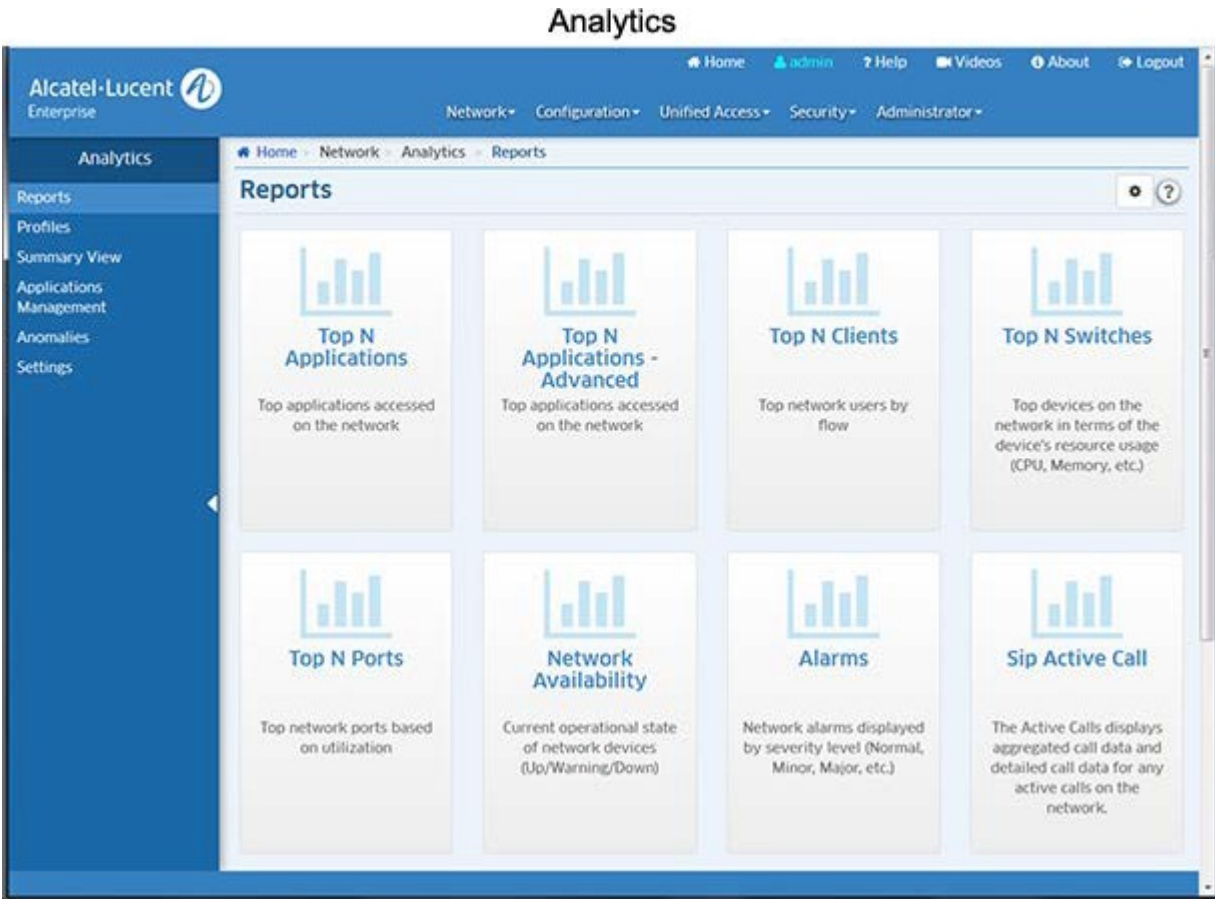 Analytics
Home admin ? Help Videos About Logout
Alcatel·Lucent
Enterprise
Network Configuration Unified Access Security Administrator
Analytics
Reports
Profiles
Summary View
Applications
Management
Anomalies
Settings
Home Network Analytics Reports
Reports
?
Top N
Applications
Top applications accessed
on the network
Top N
Applications -
Advanced
Top applications accessed
on the network
Top N Clients
Top network users by
flow
Top N Switches
Top devices on the
network in terms of the
device's resource usage
(CPU, Memory, etc.)
Top N Ports
Top network ports based
on utilization
Network
Availability
Current operational state
of network devices
(Up/Warning/Down)
Alarms
Network alarms displayed
by severity level (Normal,
Minor, Major, etc.)
Sip Active Call
The Active Calls displays
aggregated call data and
detailed call data for any
active calls on the
network.